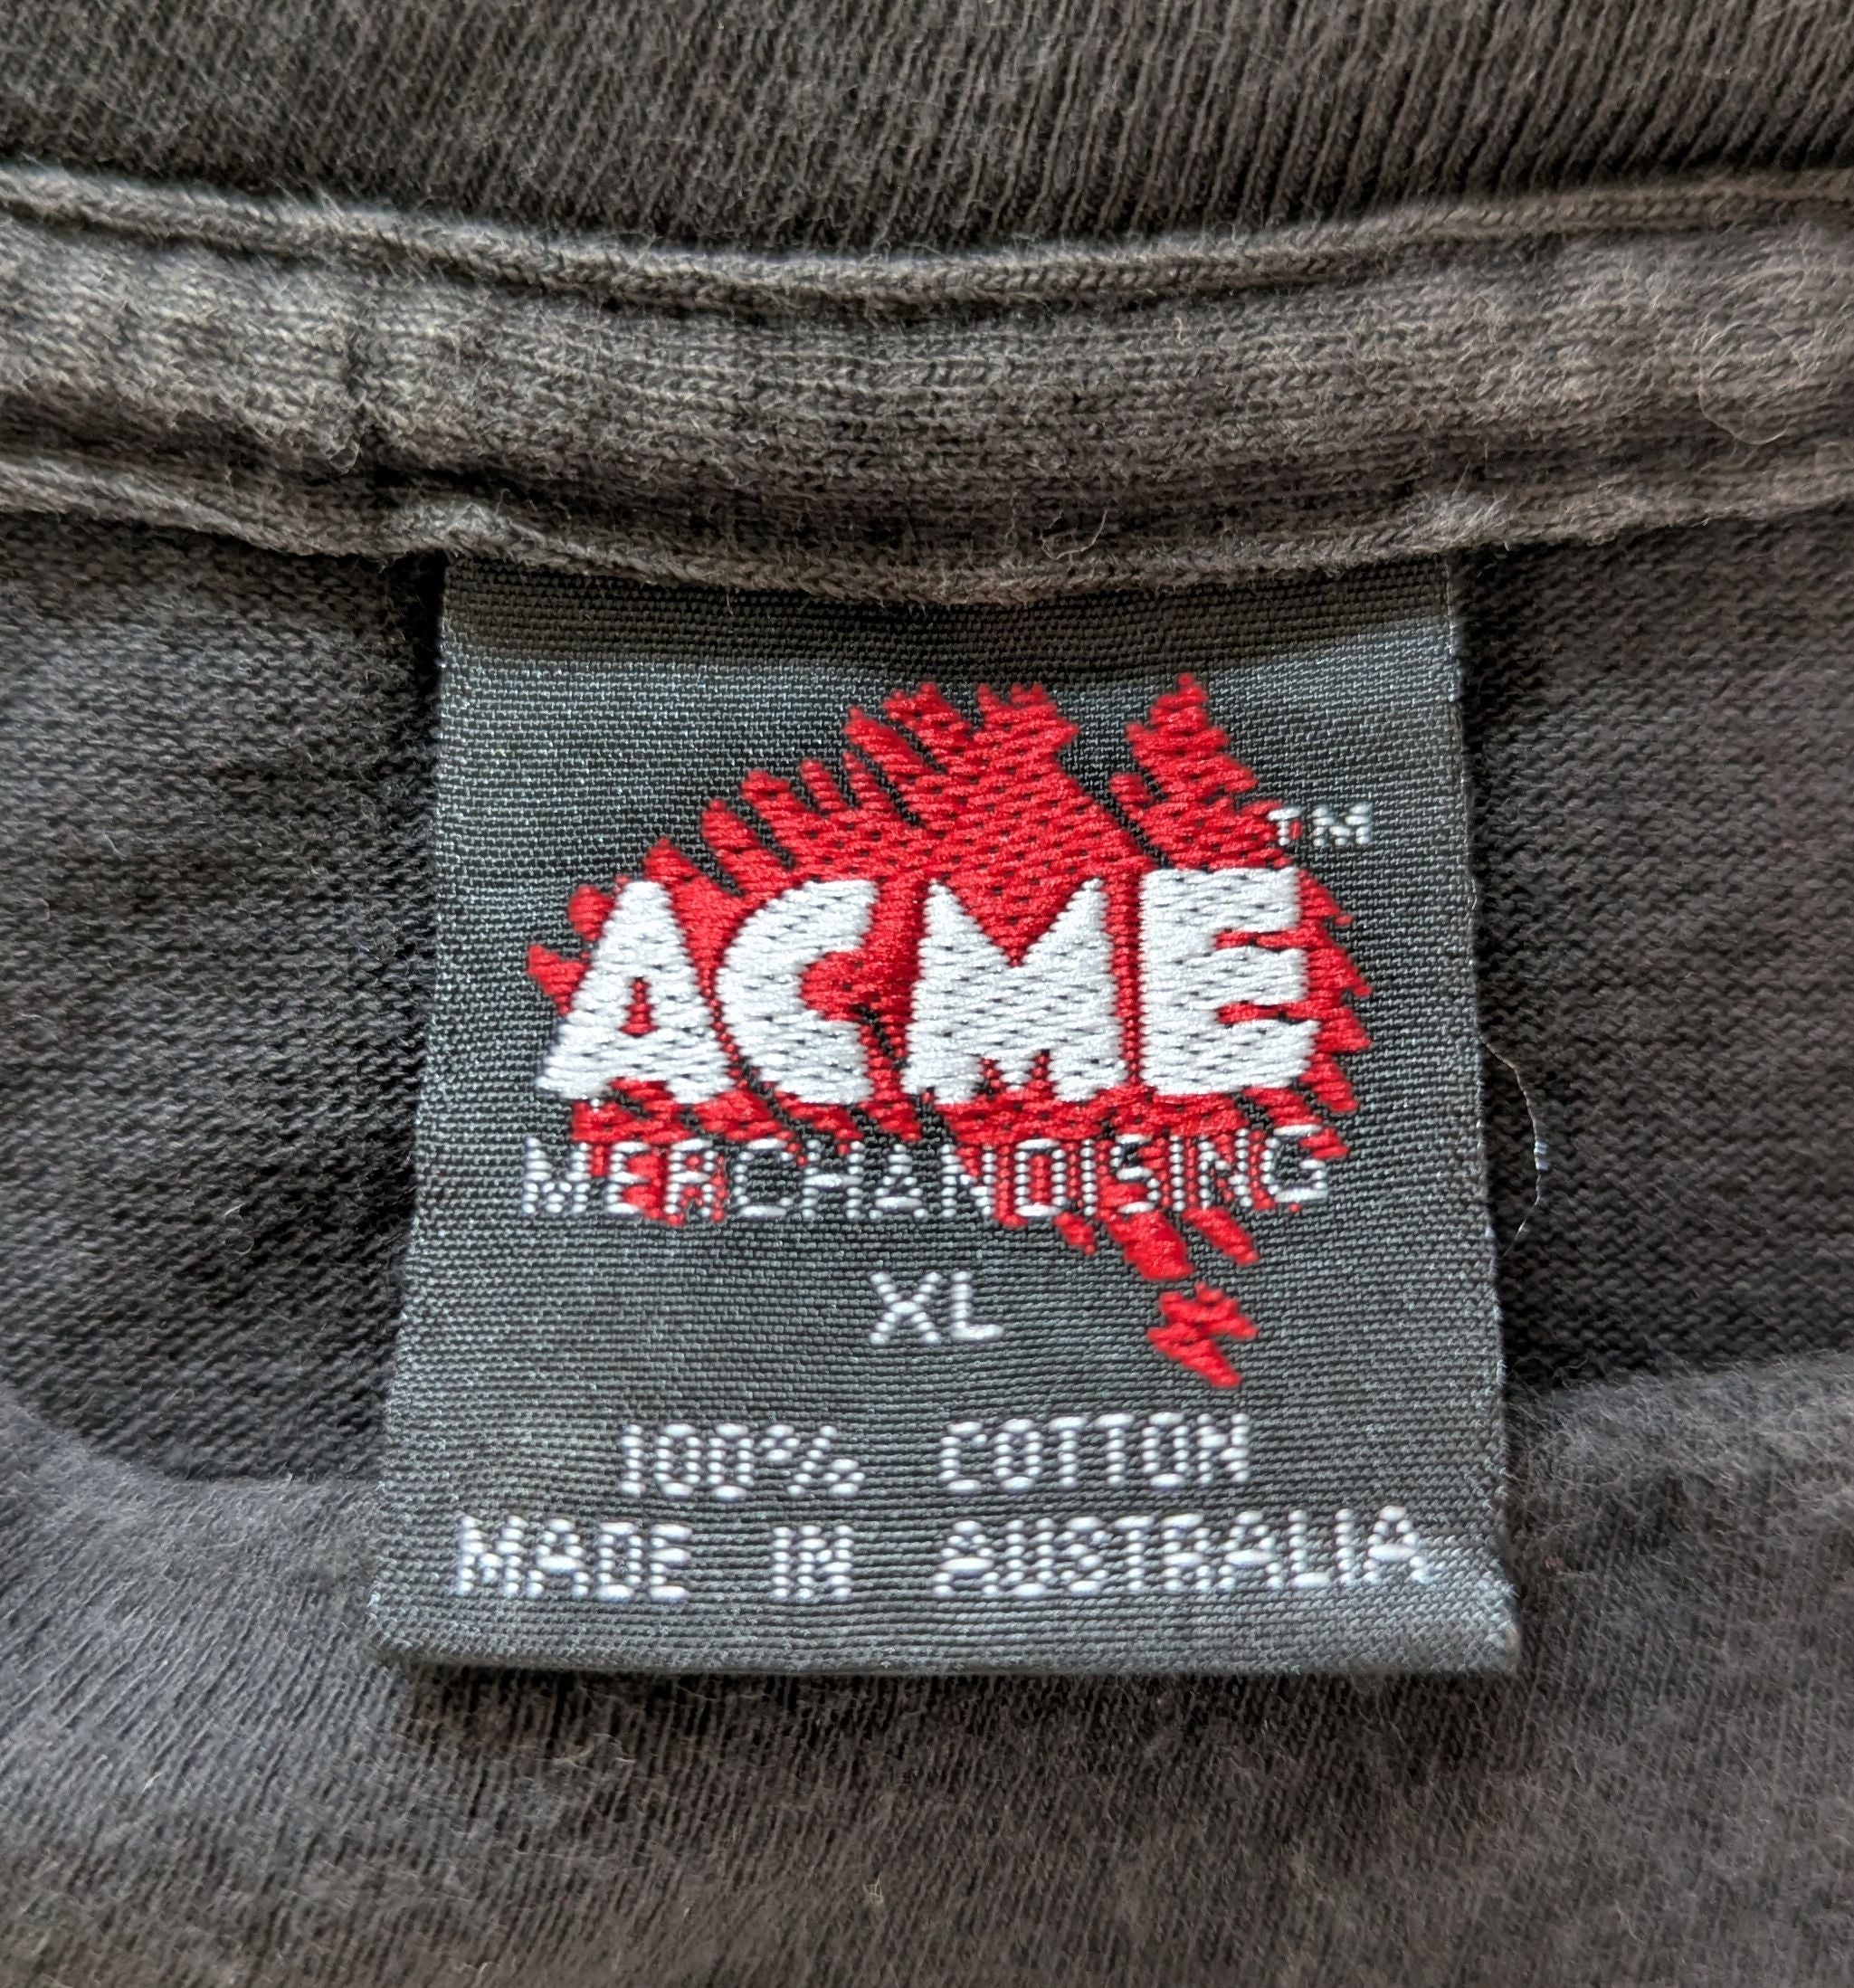 ACME™
MERCHANDISING
XL
100% COTTON
MADE IN AUSTRALIA